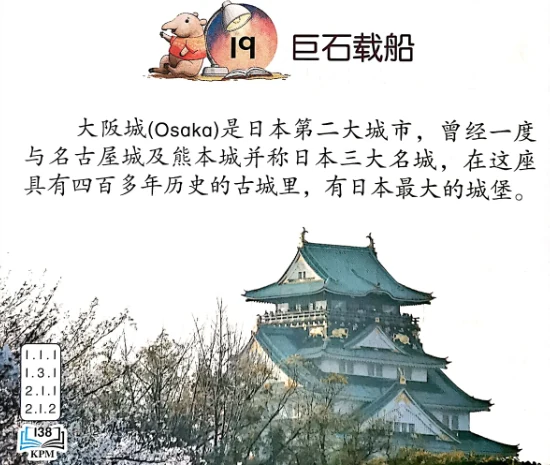 19 巨石载船
大阪城(Osaka)是日本第二大城市，曾经一度
与名古屋城及熊本城并称日本三大名城，在这座
具有四百多年历史的古城里，有日本最大的城堡。
1.1.1
1.3.1
2.1.1
2.1.2
138
KPM